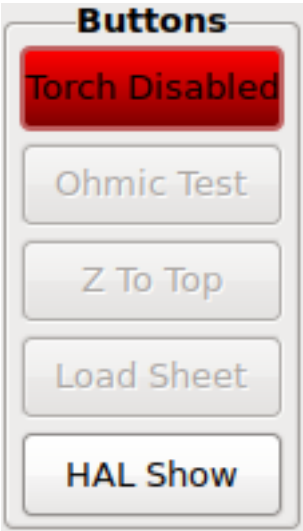 Buttons
Torch Disabled
Ohmic Test
Z To Top
Load Sheet
HAL Show